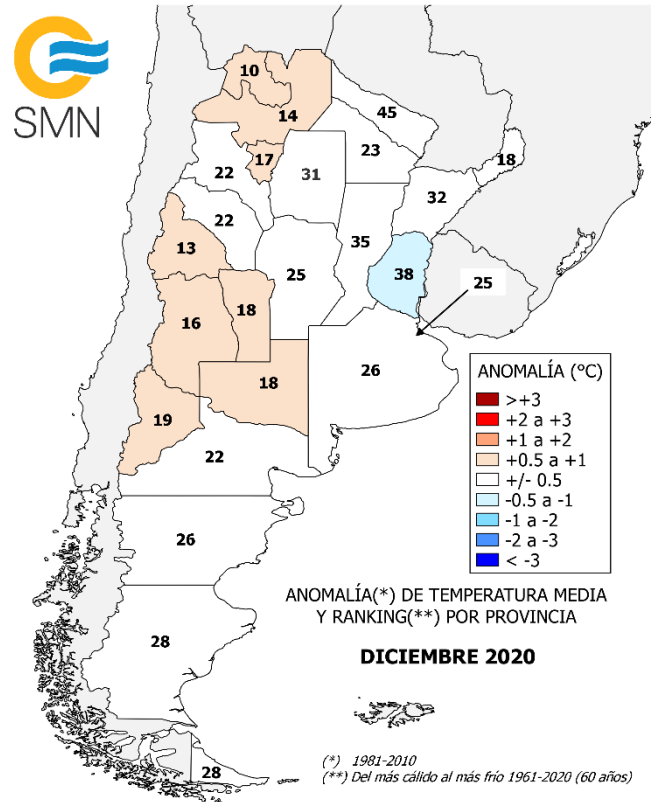 SMN
10
14
45
23
17
18
22
31
32
22
35
13
25
38
25
18
16
26
18
19
22
26
28
28
ANOMALÍA (°C)
>+3
+2 a +3
+1 a +2
+0.5 a +1
+/- 0.5
-0.5 a -1
-1 a -2
-2 a -3
< -3
ANOMALÍA(*) DE TEMPERATURA MEDIA
Y RANKING(**) POR PROVINCIA
DICIEMBRE 2020
(*) 1981-2010
(**) Del más cálido al más frío 1961-2020 (60 años)